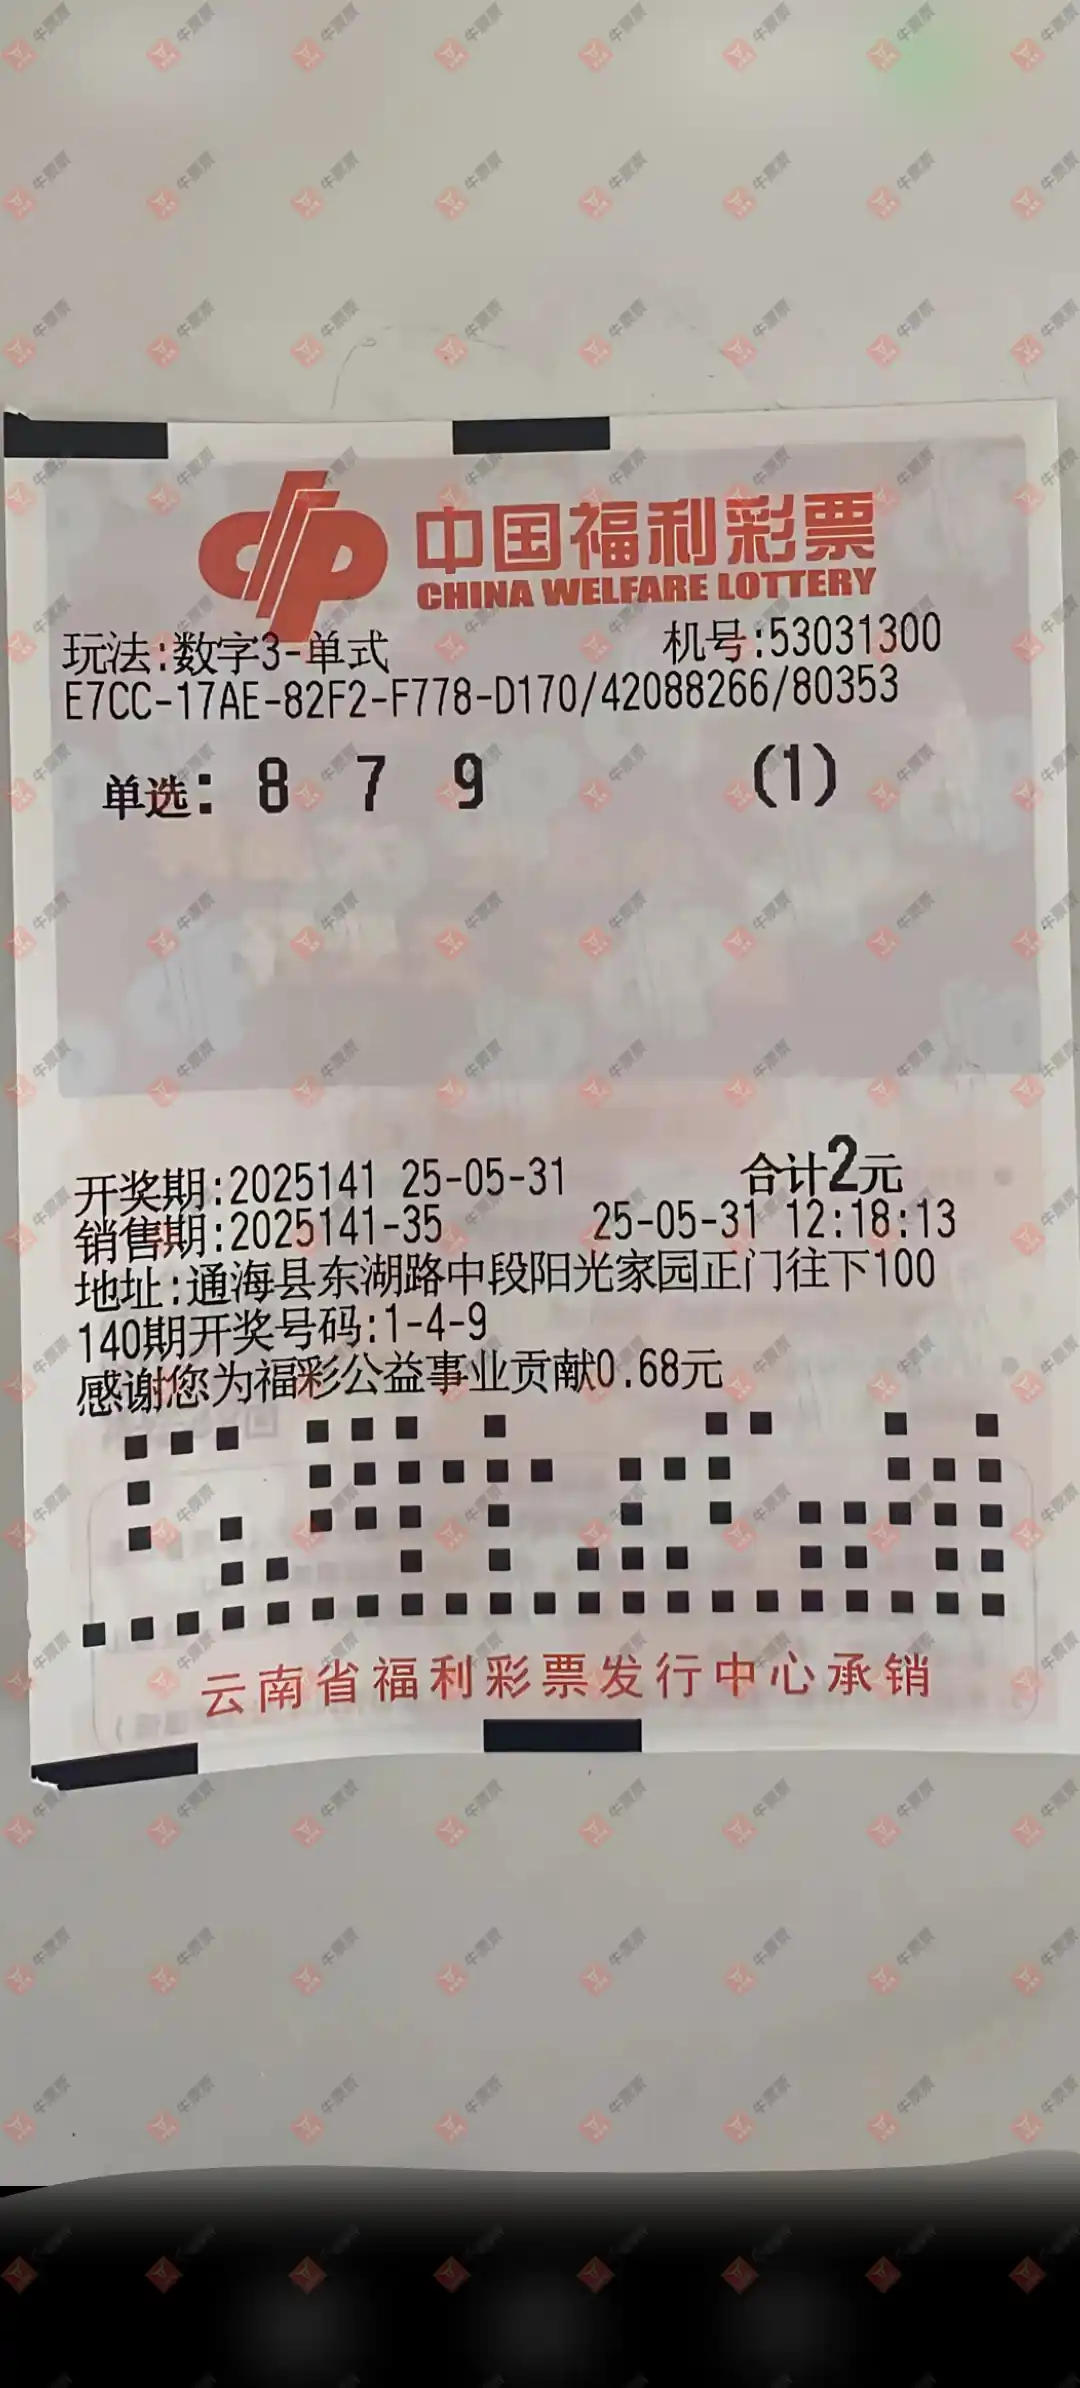 中国福利彩票
CHINA WELFARE LOTTERY
玩法:数字3-单式 机号:53031300
E7CC-17AE-82F2-F778-D170/42088266/80353
单选: 8 7 9 (1)
开奖期:2025141 25-05-31 合计2元
销售期:2025141-35 25-05-31 12:18:13
地址:通海县东湖路中段阳光家园正门往下100
140期开奖号码:1-4-9
感谢您为福彩公益事业贡献0.68元
云南省福利彩票发行中心承销
牛票票